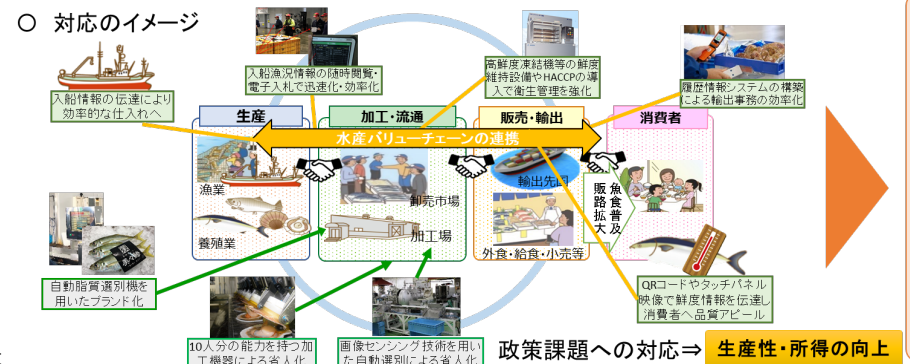 ○ 対応のイメージ
入船情報の伝達により
効率的な仕入れへ
入船漁況情報の随時閲覧・
電子入札で迅速化・効率化
高鮮度凍結機等の鮮度
維持設備やHACCPの導
入で衛生管理を強化
履歴情報システムの構築
による輸出事務の効率化
生産
加工・流通
販売・輸出
消費者
水産バリューチェーンの連携
漁業
養殖業
卸売市場
加工場
輸出先国
外食・給食・小売等
魚食普及
販路拡大
自動脂質選別機を
用いたブランド化
10人分の能力を持つ加
工機器による省人化
画像センシング技術を用い
た自動選別による省人化
QRコードやタッチパネル
映像で鮮度情報を伝達し
消費者へ品質アピール
政策課題への対応⇒ 生産性・所得の向上